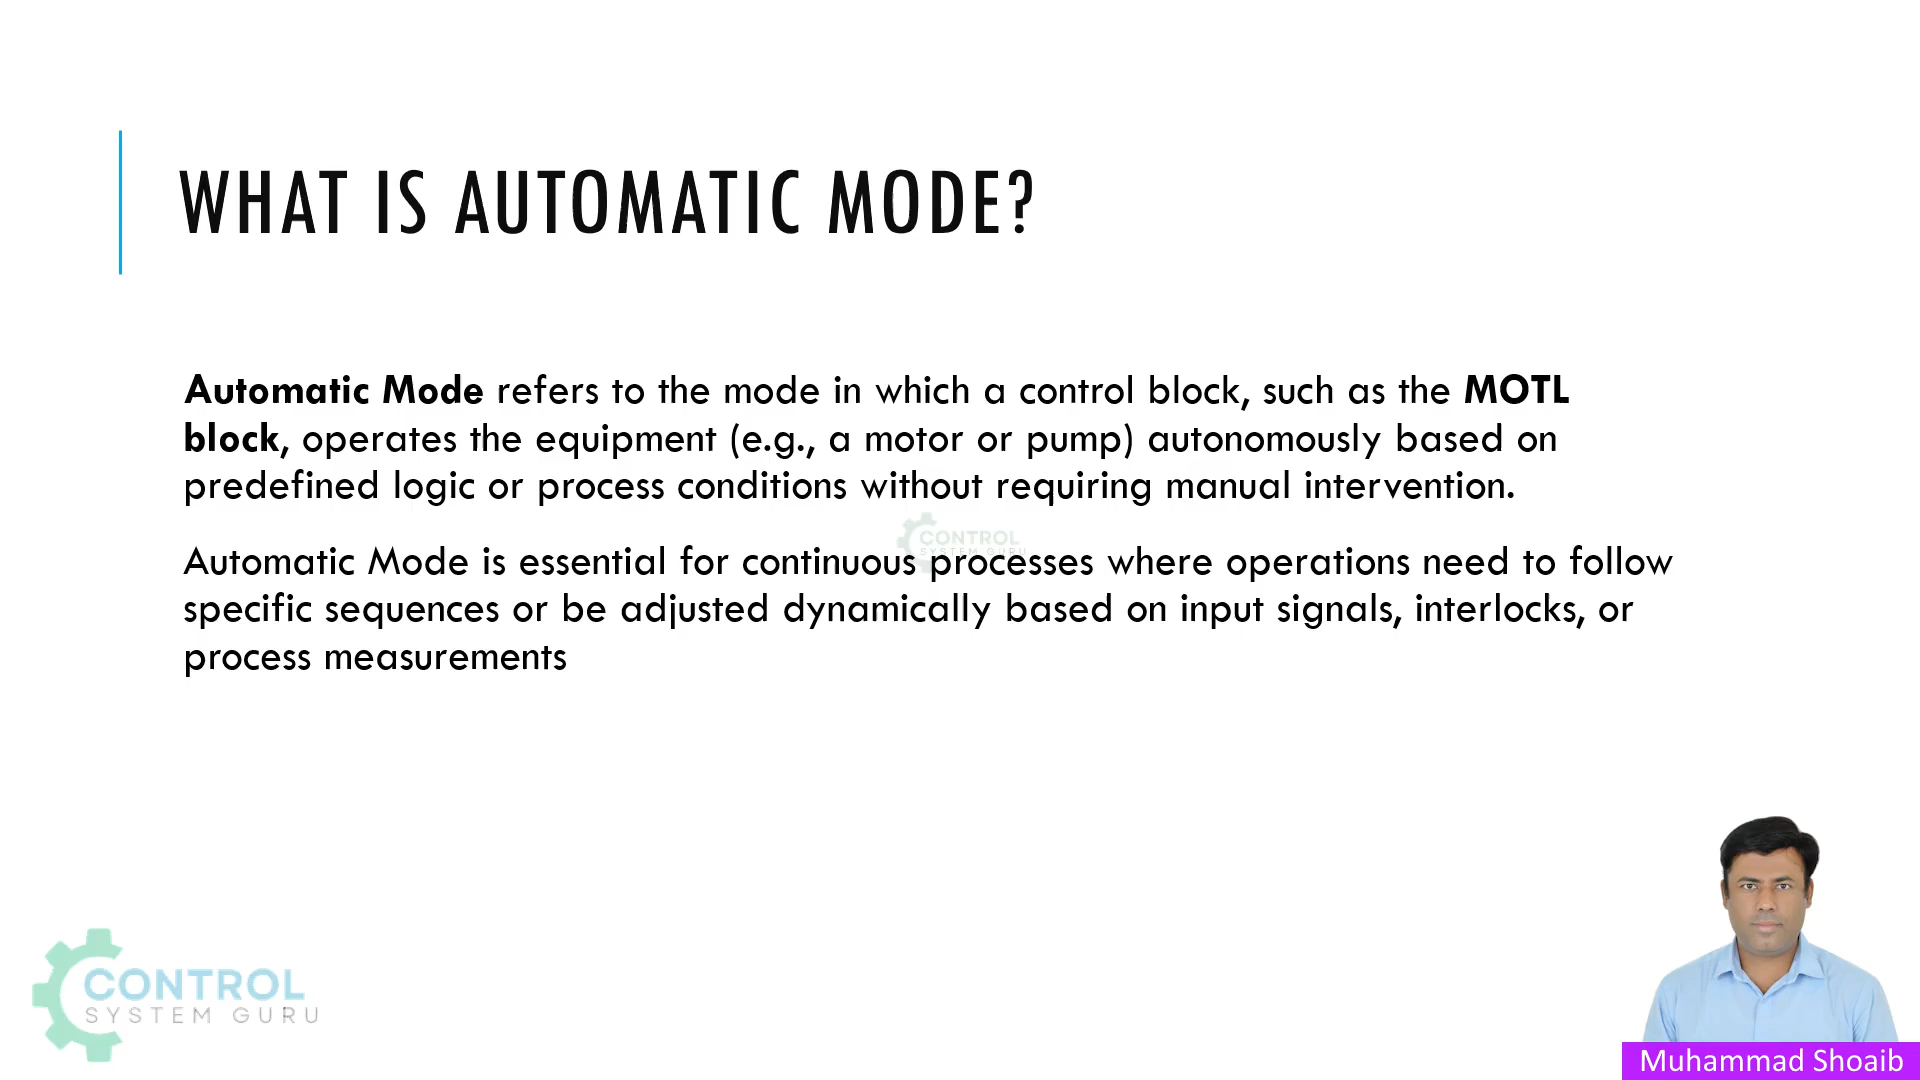 WHAT IS AUTOMATIC MODE?
Automatic Mode refers to the mode in which a control block, such as the MOTL
block, operates the equipment (e.g., a motor or pump) autonomously based on
predefined logic or process conditions without requiring manual intervention.
CONTROL
SYSTEM GURU
Automatic Mode is essential for continuous processes where operations need to follow
specific sequences or be adjusted dynamically based on input signals, interlocks, or
process measurements
CONTROL
SYSTEM GURU
Muhammad Shoaib